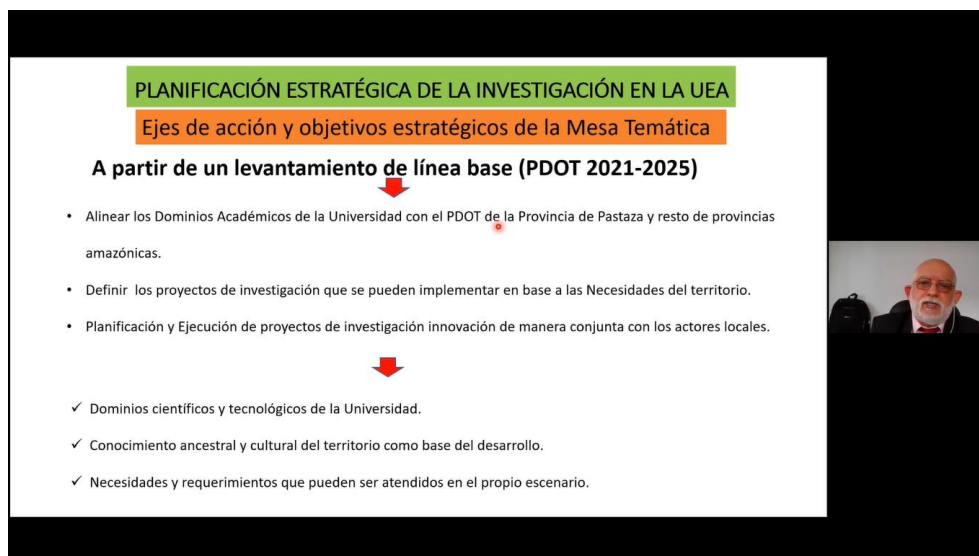 PLANIFICACIÓN ESTRATÉGICA DE LA INVESTIGACIÓN EN LA UEA
Ejes de acción y objetivos estratégicos de la Mesa Temática
A partir de un levantamiento de línea base (PDOT 2021-2025)
• Alinear los Dominios Académicos de la Universidad con el PDOT de la Provincia de Pastaza y resto de provincias
amazónicas.
• Definir los proyectos de investigación que se pueden implementar en base a las Necesidades del territorio.
• Planificación y Ejecución de proyectos de investigación innovación de manera conjunta con los actores locales.
✓ Dominios científicos y tecnológicos de la Universidad.
✓ Conocimiento ancestral y cultural del territorio como base del desarrollo.
✓ Necesidades y requerimientos que pueden ser atendidos en el propio escenario.